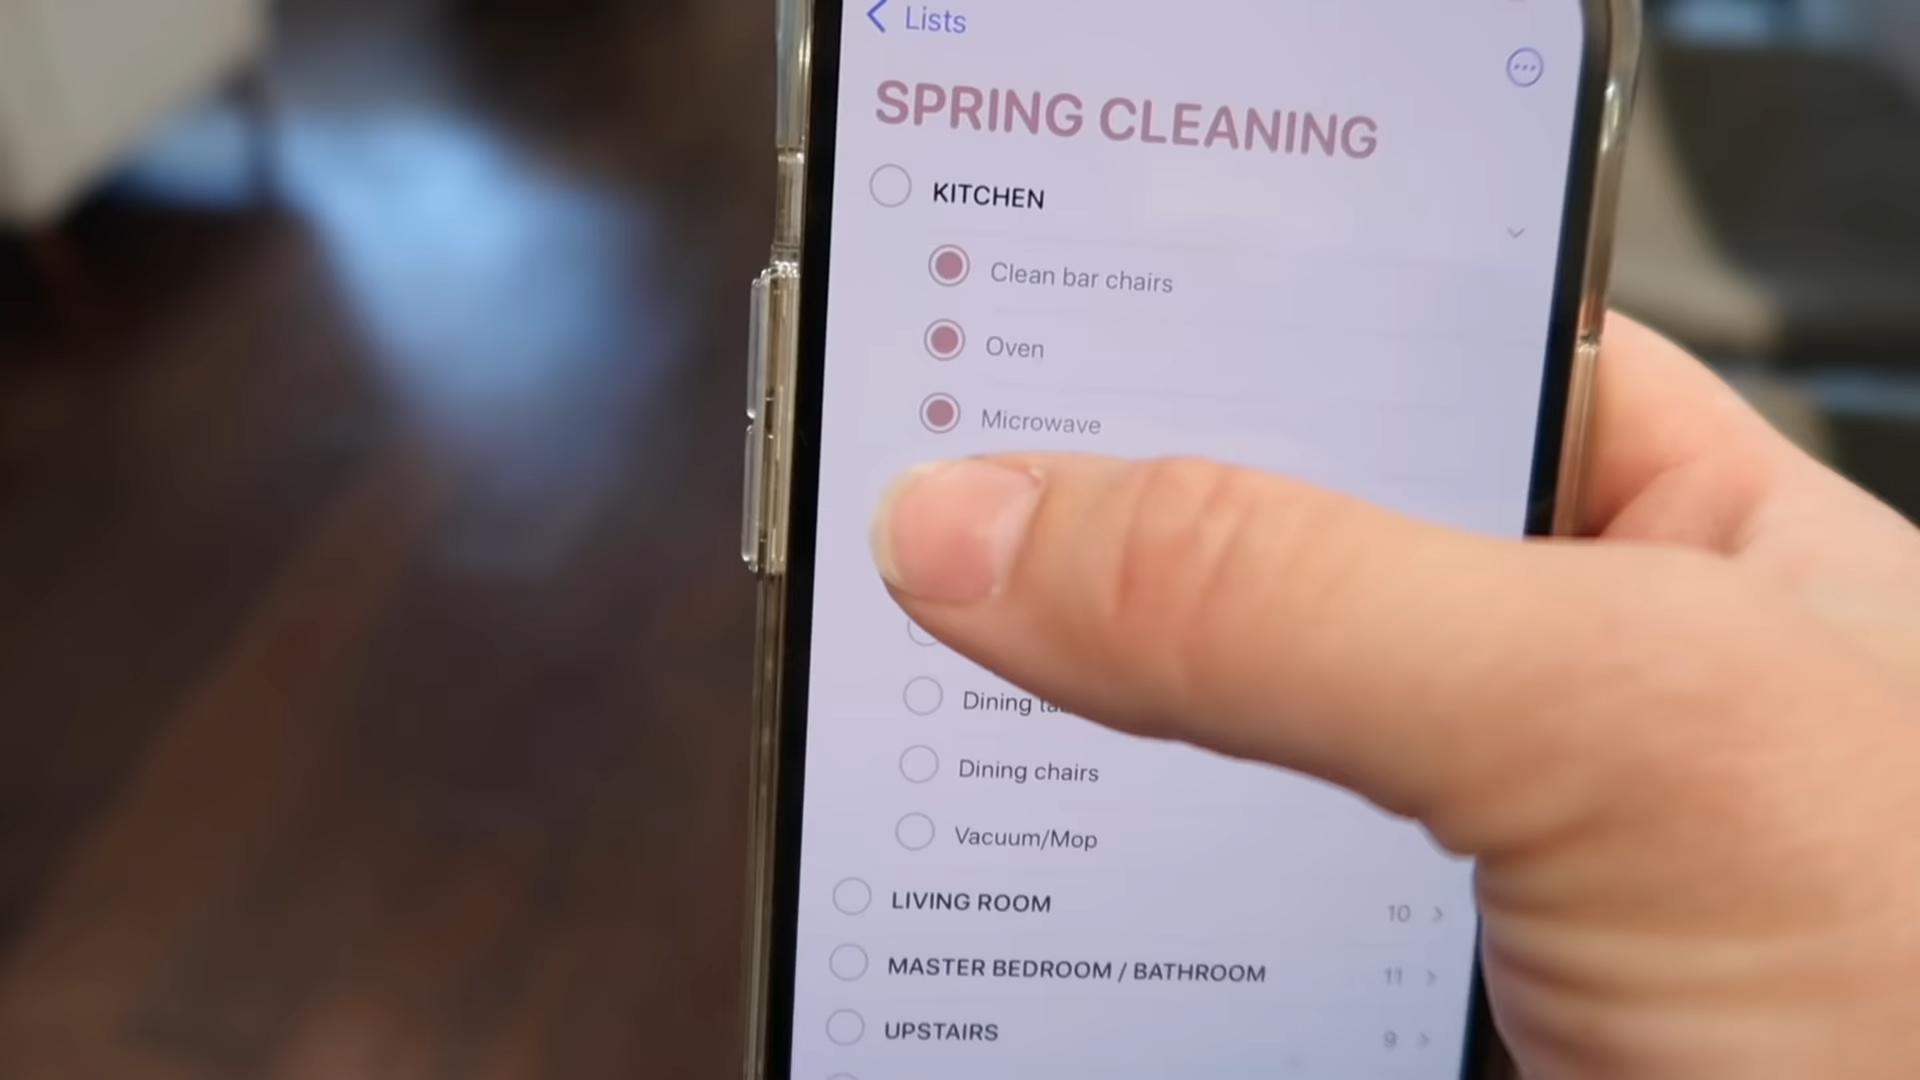 Lists
SPRING CLEANING
KITCHEN
Clean bar chairs
Oven
Microwave
Dining
Dining chairs
Vacuum/Mop
LIVING ROOM 10
MASTER BEDROOM / BATHROOM 11
UPSTAIRS 9